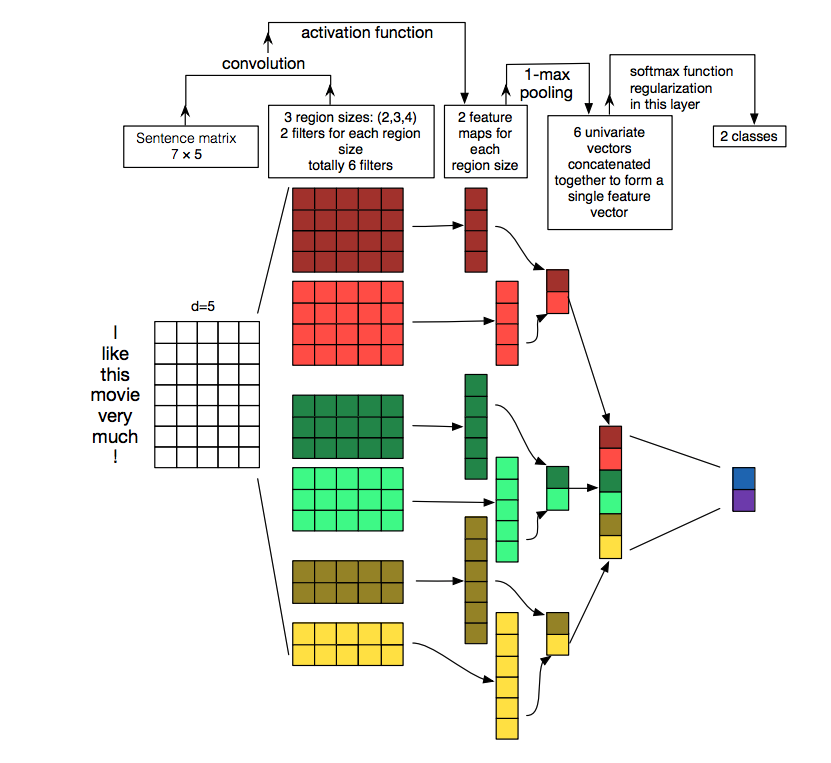 activation function
convolution
1-max
pooling
softmax function
regularization
in this layer
Sentence matrix
7 × 5
3 region sizes: (2,3,4)
2 filters for each region
size
totally 6 filters
2 feature
maps for
each
region size
6 univariate
vectors
concatenated
together to form a
single feature
vector
2 classes
d=5
I
like
this
movie
very
much
!